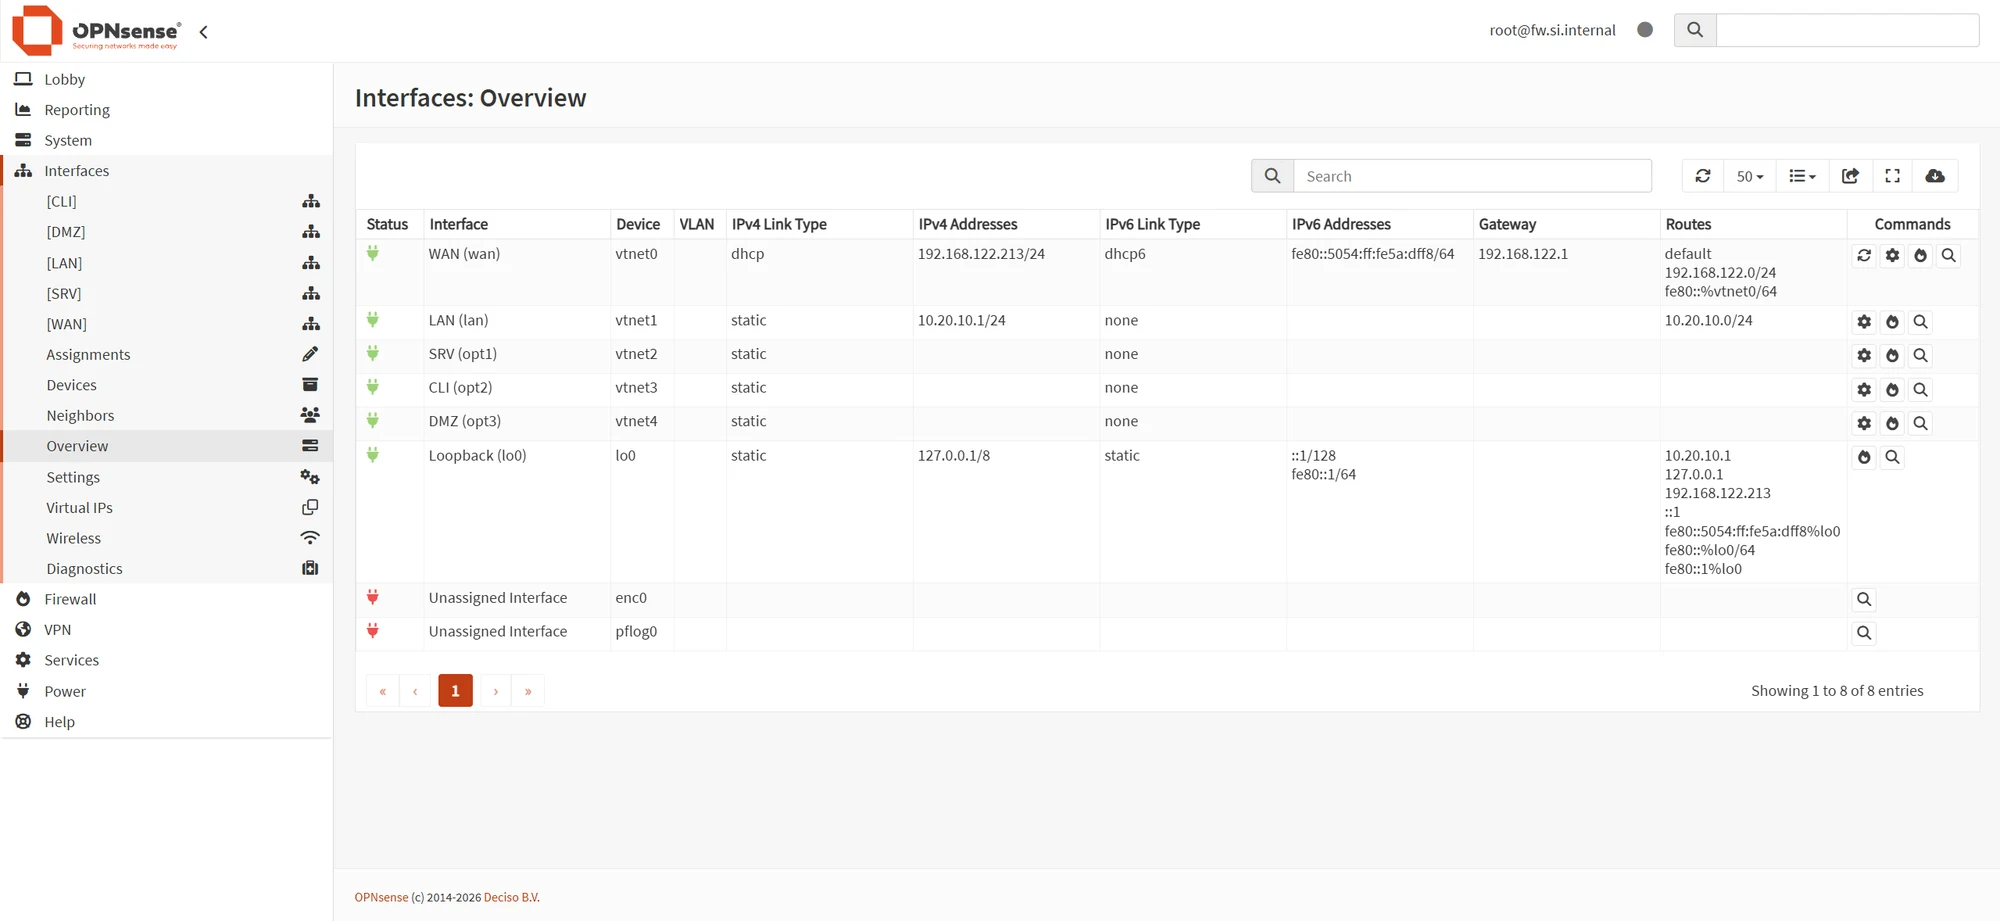 OPNsense®
Securing networks made easy
root@fw.si.internal
Lobby
Reporting
System
Interfaces
[CLI]
[DMZ]
[LAN]
[SRV]
[WAN]
Assignments
Devices
Neighbors
Overview
Settings
Virtual IPs
Wireless
Diagnostics
Firewall
VPN
Services
Power
Help
Interfaces: Overview
Search
50
Status Interface Device VLAN IPv4 Link Type IPv4 Addresses IPv6 Link Type IPv6 Addresses Gateway Routes Commands
WAN (wan) vtnet0 dhcp 192.168.122.213/24 dhcp6 fe80::5054:ff:fe5a:dff8/64 192.168.122.1 default
192.168.122.0/24
fe80::%vtnet0/64
LAN (lan) vtnet1 static 10.20.10.1/24 none 10.20.10.0/24
SRV (opt1) vtnet2 static none
CLI (opt2) vtnet3 static none
DMZ (opt3) vtnet4 static none
Loopback (lo0) lo0 static 127.0.0.1/8 static ::1/128 10.20.10.1
fe80::1/64 127.0.0.1
192.168.122.213
::1
fe80::5054:ff:fe5a:dff8%lo0
fe80::%lo0/64
fe80::1%lo0
Unassigned Interface enc0
Unassigned Interface pflog0
« ‹ 1 › »
Showing 1 to 8 of 8 entries
OPNsense (c) 2014-2026 Deciso B.V.